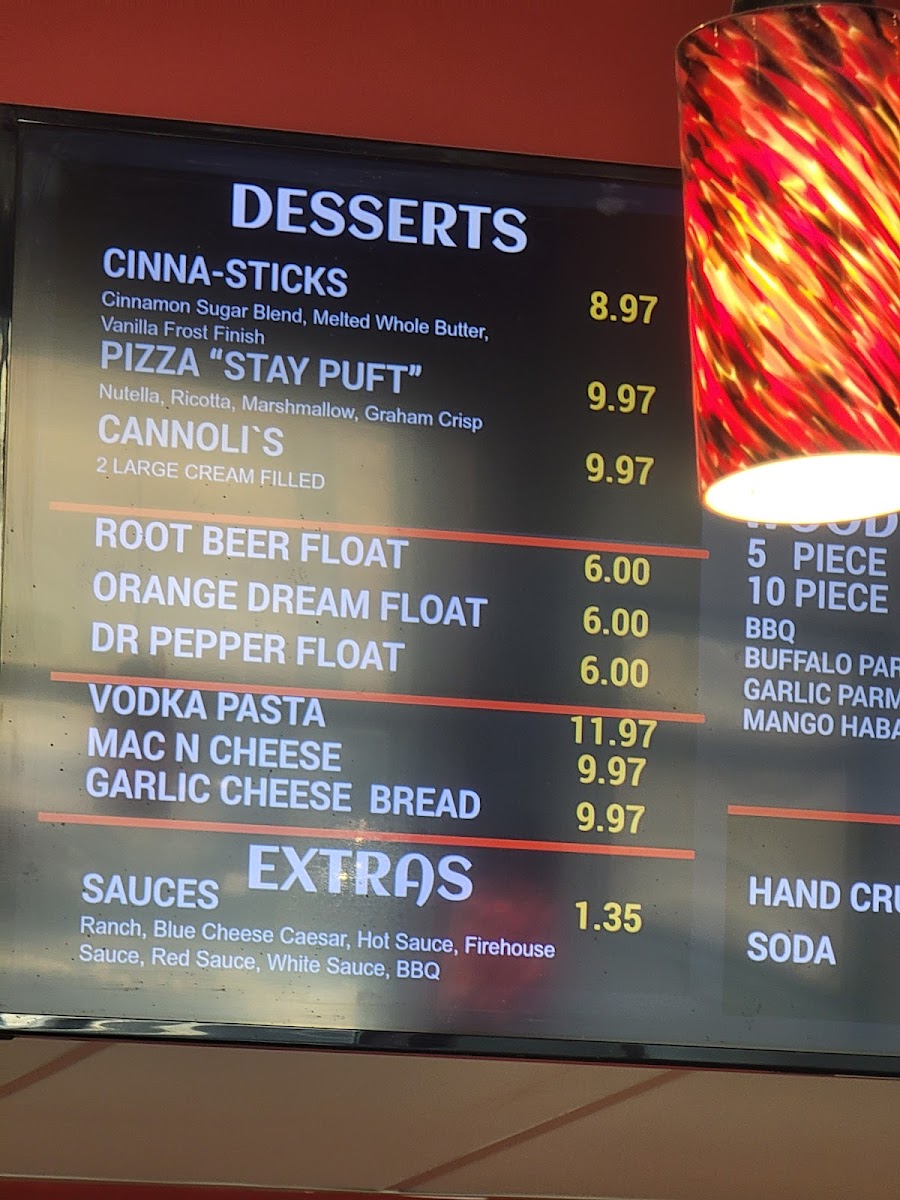 DESSERTS
CINNA-STICKS 8.97
Cinnamon Sugar Blend, Melted Whole Butter,
Vanilla Frost Finish
PIZZA "STAY PUFT" 9.97
Nutella, Ricotta, Marshmallow, Graham Crisp
CANNOLI`S 9.97
2 LARGE CREAM FILLED
ROOT BEER FLOAT 6.00
ORANGE DREAM FLOAT 6.00
DR PEPPER FLOAT 6.00
VODKA PASTA 11.97
MAC N CHEESE 9.97
GARLIC CHEESE BREAD 9.97
EXTRAS
SAUCES 1.35
Ranch, Blue Cheese Caesar, Hot Sauce, Firehouse
Sauce, Red Sauce, White Sauce, BBQ
5 PIECE
10 PIECE
BBQ
BUFFALO
GARLIC
MANGO
HAND
SODA